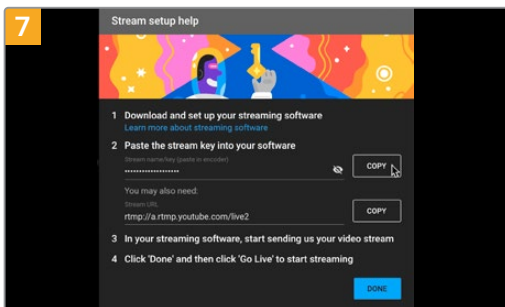 7
Stream setup help
1 Download and set up your streaming software
Learn more about streaming software
2 Paste the stream key into your software
Stream name/key (paste in encoder)
•••••••••••••••••••
COPY
You may also need:
Stream URL
rtmp://a.rtmp.youtube.com/live2
COPY
3 In your streaming software, start sending us your video stream
4 Click 'Done' and then click 'Go Live' to start streaming
DONE